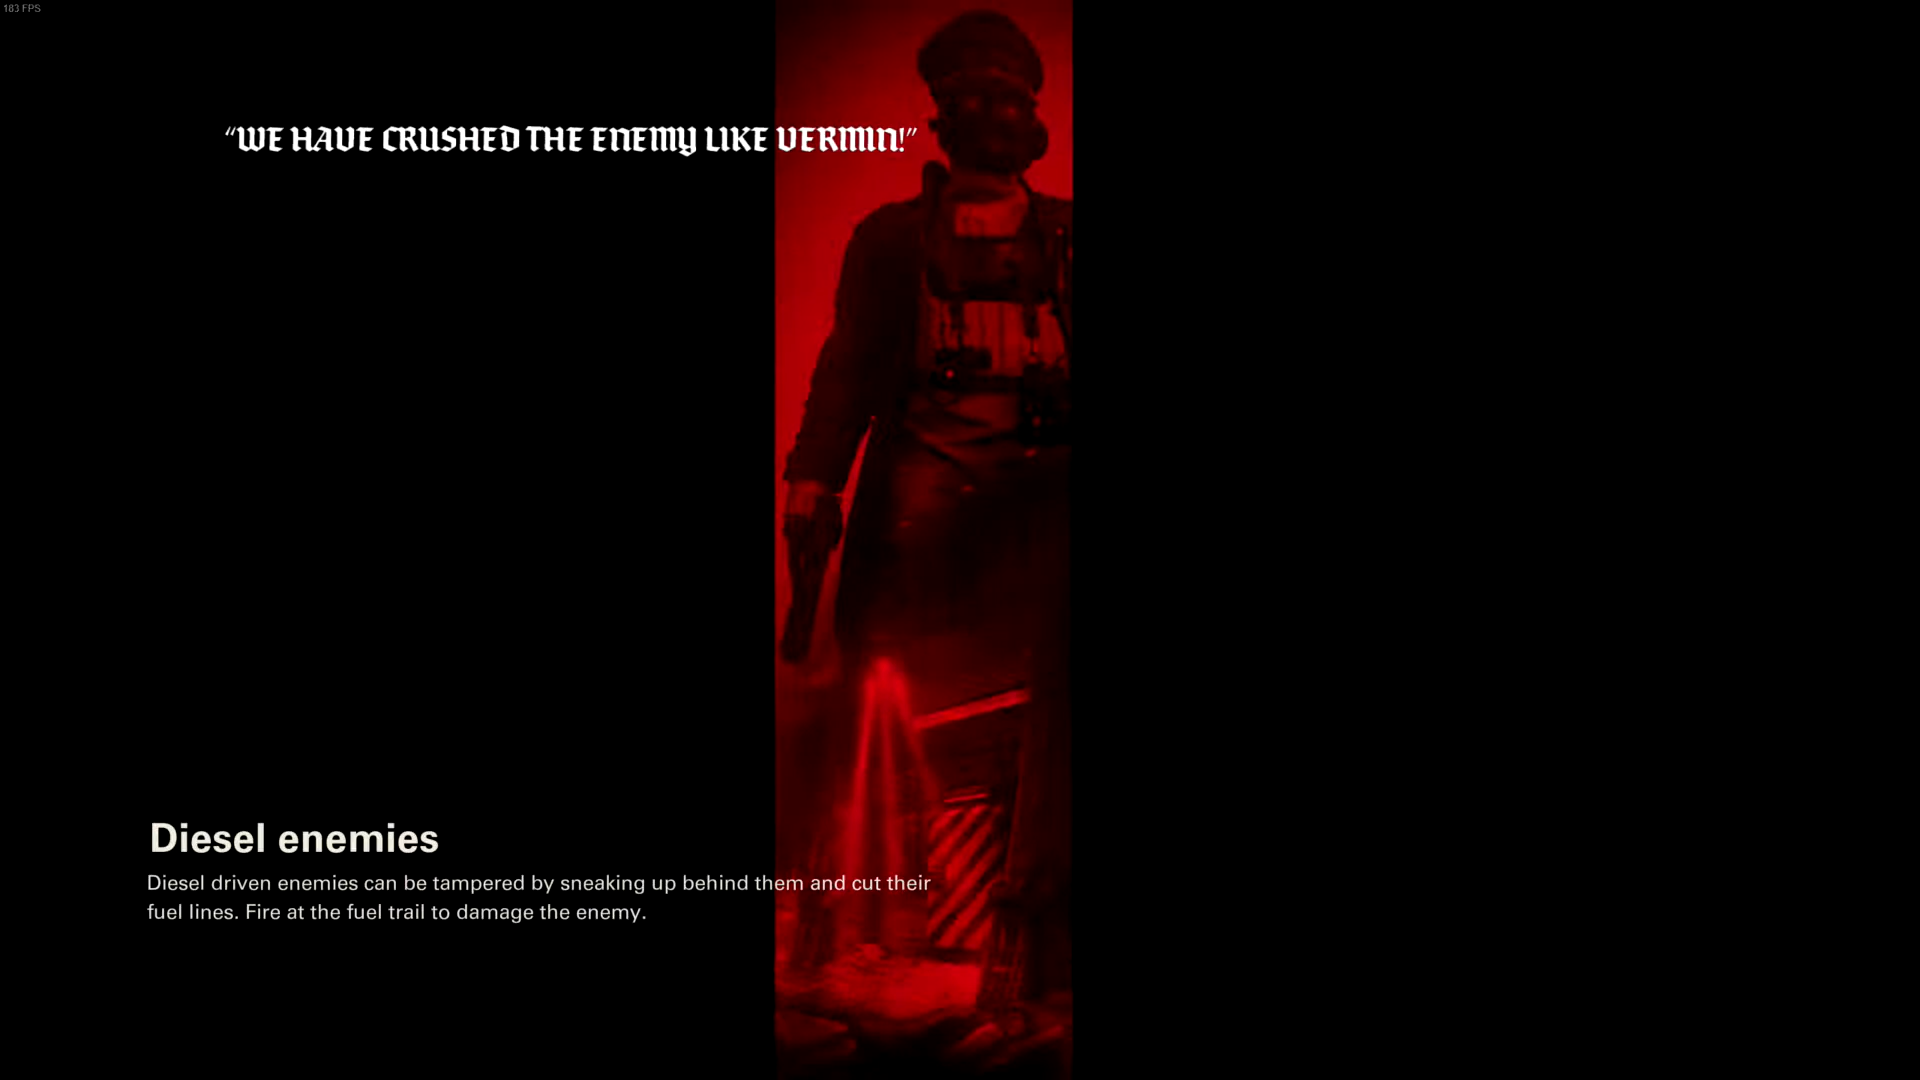 183 FPS
“WE HAVE CRUSHED THE ENEMY LIKE VERMIN!”
Diesel enemies
Diesel driven enemies can be tampered by sneaking up behind them and cut their
fuel lines. Fire at the fuel trail to damage the enemy.